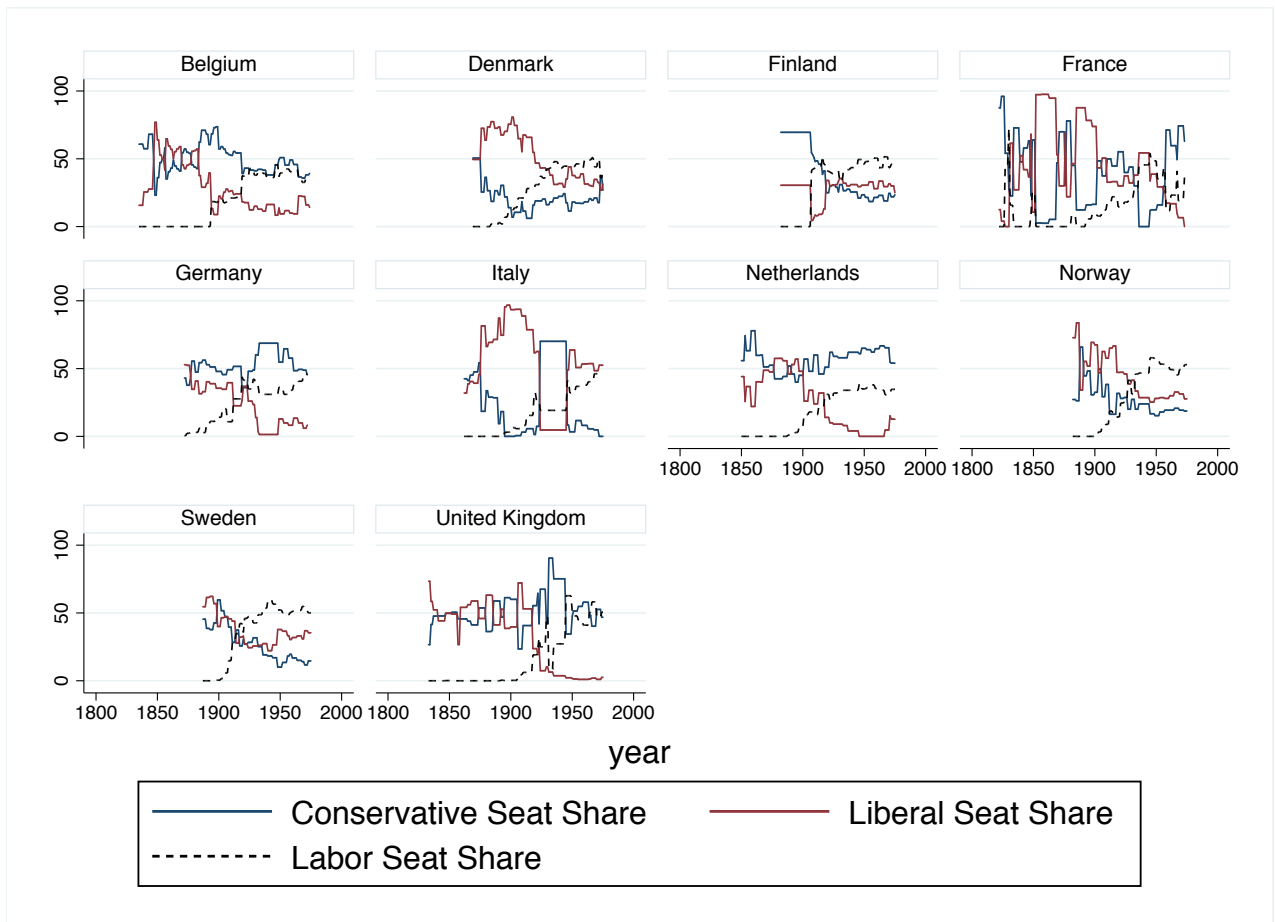 Belgium Denmark Finland France
100
50
0
Germany Italy Netherlands Norway
100
50
0
1800 1850 1900 1950 2000 1800 1850 1900 1950 2000
Sweden United Kingdom
100
50
0
1800 1850 1900 1950 2000 1800 1850 1900 1950 2000
year
Conservative Seat Share Liberal Seat Share
Labor Seat Share